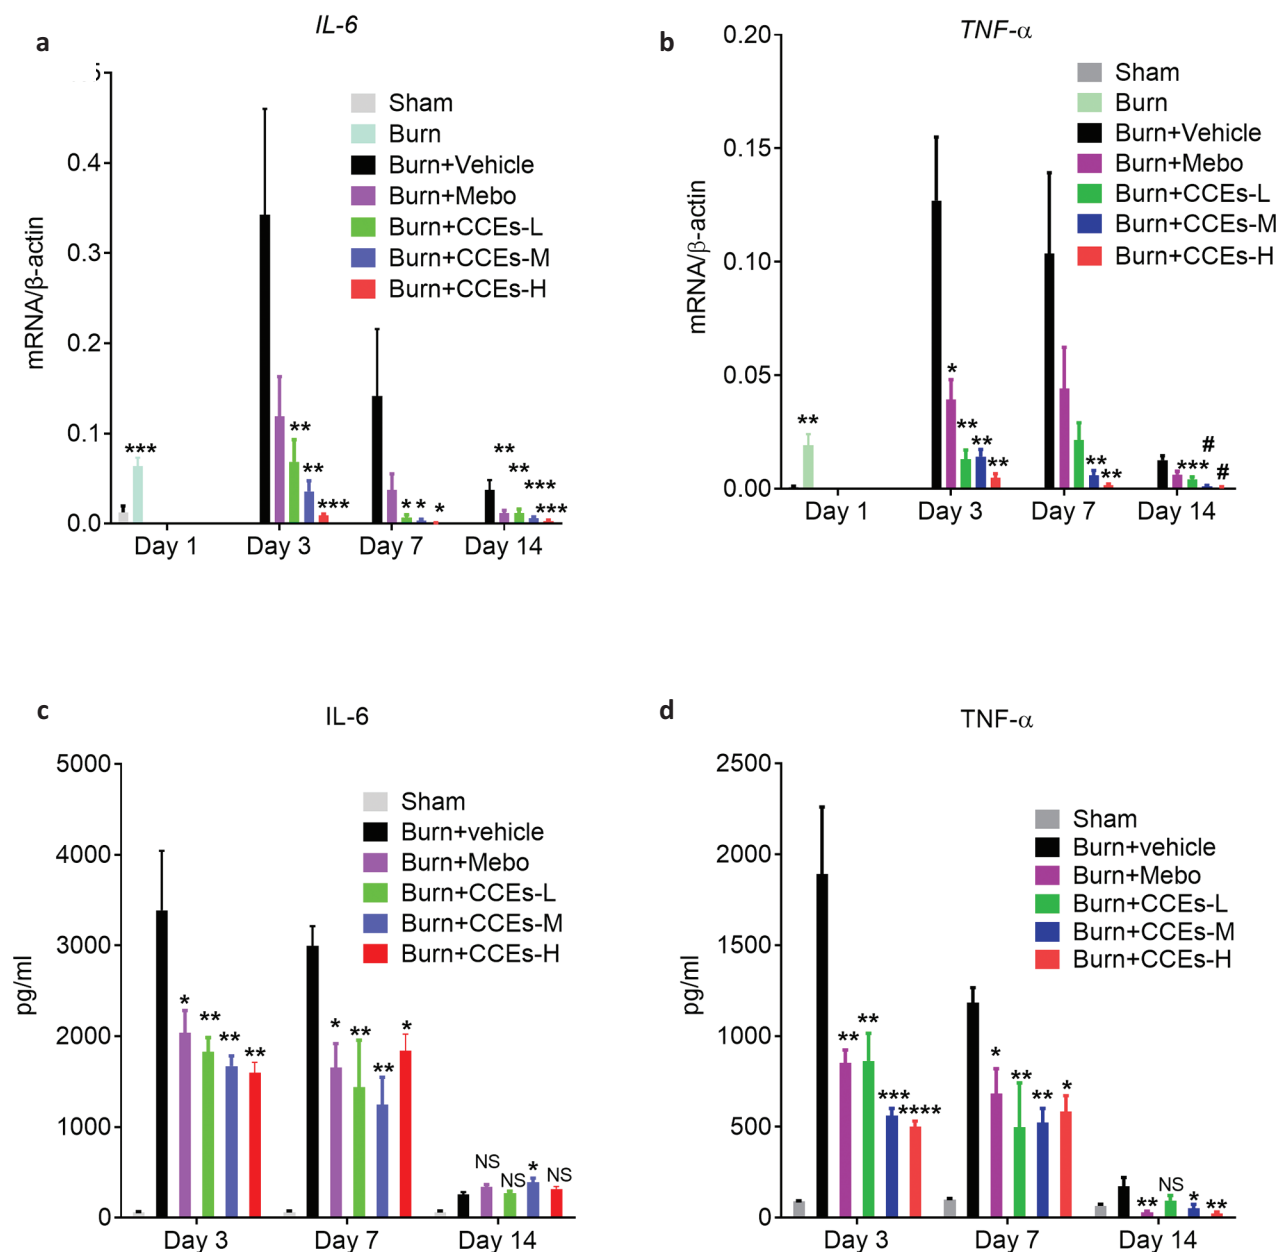 a
IL-6
5
0.4
0.3
0.2
0.1
0.0
mRNA/β-actin
Sham
Burn
Burn+Vehicle
Burn+Mebo
Burn+CCEs-L
Burn+CCEs-M
Burn+CCEs-H
***
**
**
***
**
*
**
**
***
***
Day 1
Day 3
Day 7
Day 14
b
TNF-α
0.20
0.15
0.10
0.05
0.00
mRNA/β-actin
Sham
Burn
Burn+Vehicle
Burn+Mebo
Burn+CCEs-L
Burn+CCEs-M
Burn+CCEs-H
**
*
**
**
**
**
**
***
#
#
Day 1
Day 3
Day 7
Day 14
c
IL-6
5000
4000
3000
2000
1000
0
pg/ml
Sham
Burn+vehicle
Burn+Mebo
Burn+CCEs-L
Burn+CCEs-M
Burn+CCEs-H
*
**
**
**
*
**
**
*
NS
NS
*
NS
Day 3
Day 7
Day 14
d
TNF-α
2500
2000
1500
1000
500
0
pg/ml
Sham
Burn+vehicle
Burn+Mebo
Burn+CCEs-L
Burn+CCEs-M
Burn+CCEs-H
**
**
***
****
*
**
**
*
**
NS
*
**
Day 3
Day 7
Day 14